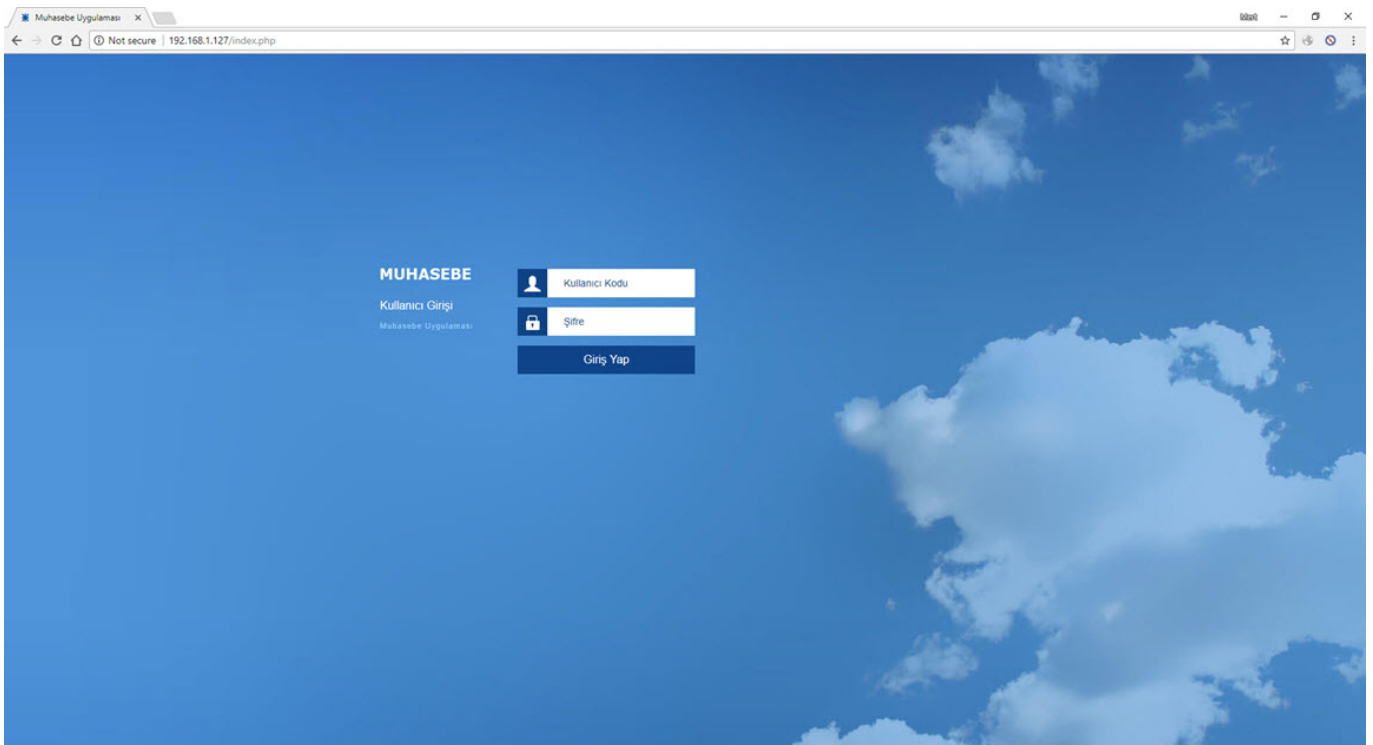 Muhasebe Uygulaması
Mert
Not secure | 192.168.1.127/index.php
MUHASEBE
Kullanıcı Girişi
Muhasebe Uygulaması
Kullanıcı Kodu
Şifre
Giriş Yap